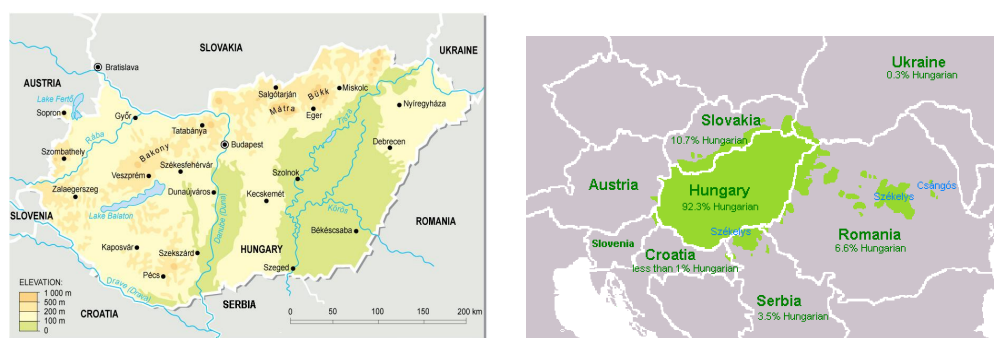 SLOVAKIA
UKRAINE
Bratislava
AUSTRIA
Lake Fertő
Sopron
Győr
Salgótarján
Miskolc
Bükk
Mátra
Eger
Nyíregyháza
Rába
Tatabánya
Tisza
Szombathely
Bakony
Budapest
Debrecen
Székesfehérvár
Veszprém
Szolnok
Zalaegerszeg
Dunaújváros
Kecskemét
Lake Balaton
Danube (Duna)
Körös
SLOVENIA
ROMANIA
Békéscsaba
Kaposvár
Szekszárd
HUNGARY
Szeged
Pécs
Drave (Dráva)
ELEVATION:
1 000 m
500 m
200 m
100 m
0
CROATIA
SERBIA
0 50 100 150 200 km
Ukraine
0.3% Hungarian
Slovakia
10.7% Hungarian
Austria
Hungary
92.3% Hungarian
Csángós
Székelys
Székelys
Romania
6.6% Hungarian
Slovenia
Croatia
less than 1% Hungarian
Serbia
3.5% Hungarian